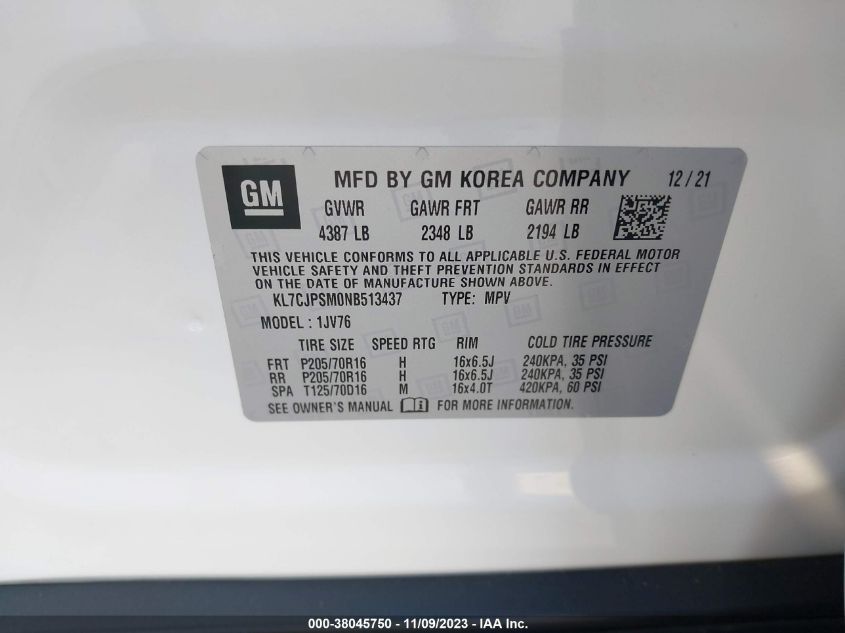 GM
MFD BY GM KOREA COMPANY 12/21
GVWR GAWR FRT GAWR RR
4387 LB 2348 LB 2194 LB
THIS VEHICLE CONFORMS TO ALL APPLICABLE U.S. FEDERAL MOTOR
VEHICLE SAFETY AND THEFT PREVENTION STANDARDS IN EFFECT
ON THE DATE OF MANUFACTURE SHOWN ABOVE.
KL7CJPSM0NB513437 TYPE: MPV
MODEL: 1JV76
TIRE SIZE SPEED RTG RIM COLD TIRE PRESSURE
FRT P205/70R16 H 16x6.5J 240KPA, 35 PSI
RR P205/70R16 H 16x6.5J 240KPA, 35 PSI
SPA T125/70D16 M 16x4.0T 420KPA, 60 PSI
SEE OWNER'S MANUAL FOR MORE INFORMATION.
000-38045750 - 11/09/2023 - IAA Inc.